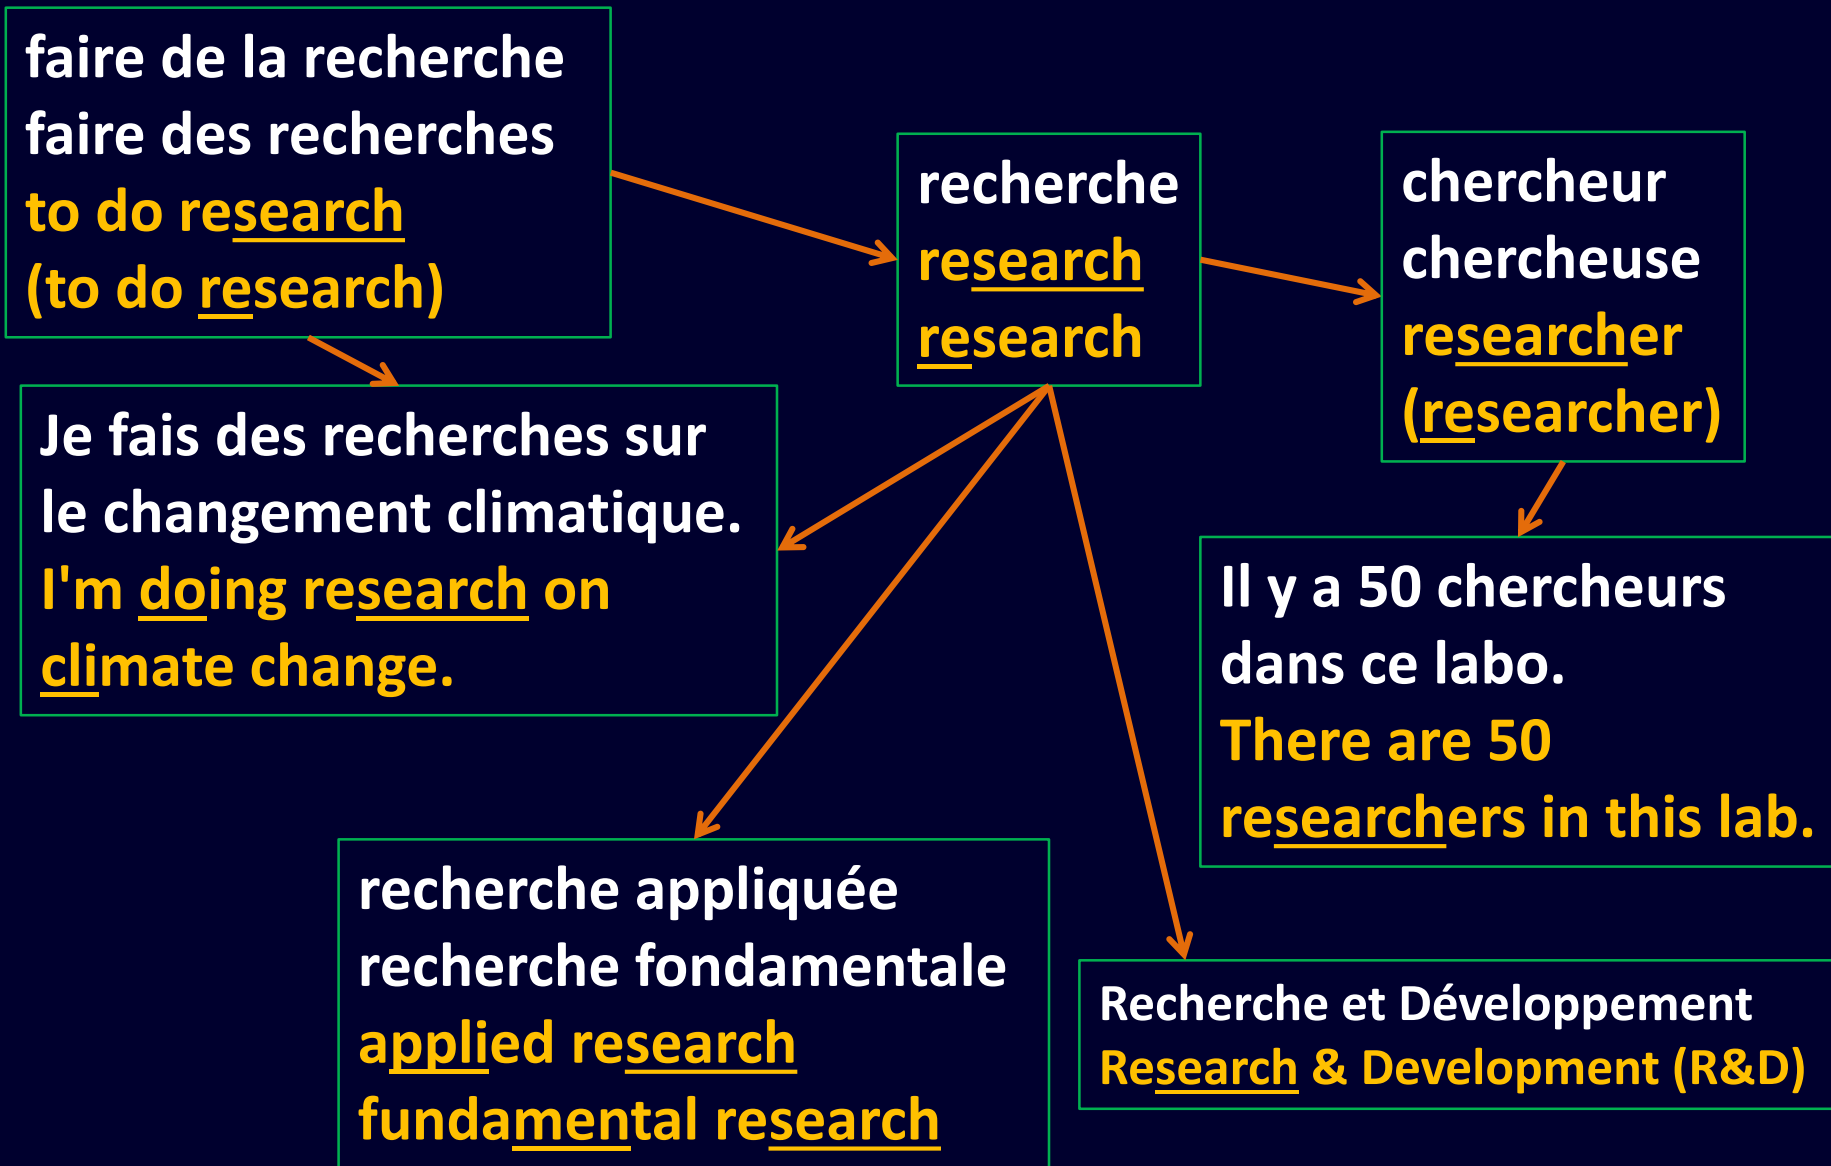 faire de la recherche
faire des recherches
to do research
(to do research)
recherche
research
research
chercheur
chercheuse
researcher
(researcher)
Je fais des recherches sur
le changement climatique.
I'm doing research on
climate change.
Il y a 50 chercheurs
dans ce labo.
There are 50
researchers in this lab.
recherche appliquée
recherche fondamentale
applied research
fundamental research
Recherche et Développement
Research & Development (R&D)